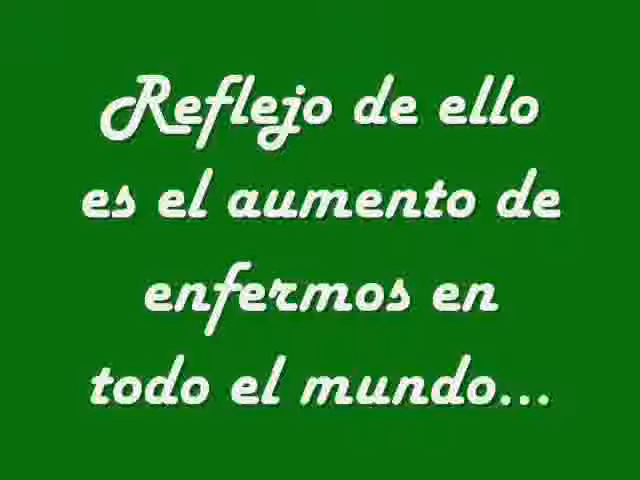 Reflejo de ello
es el aumento de
enfermos en
todo el mundo...